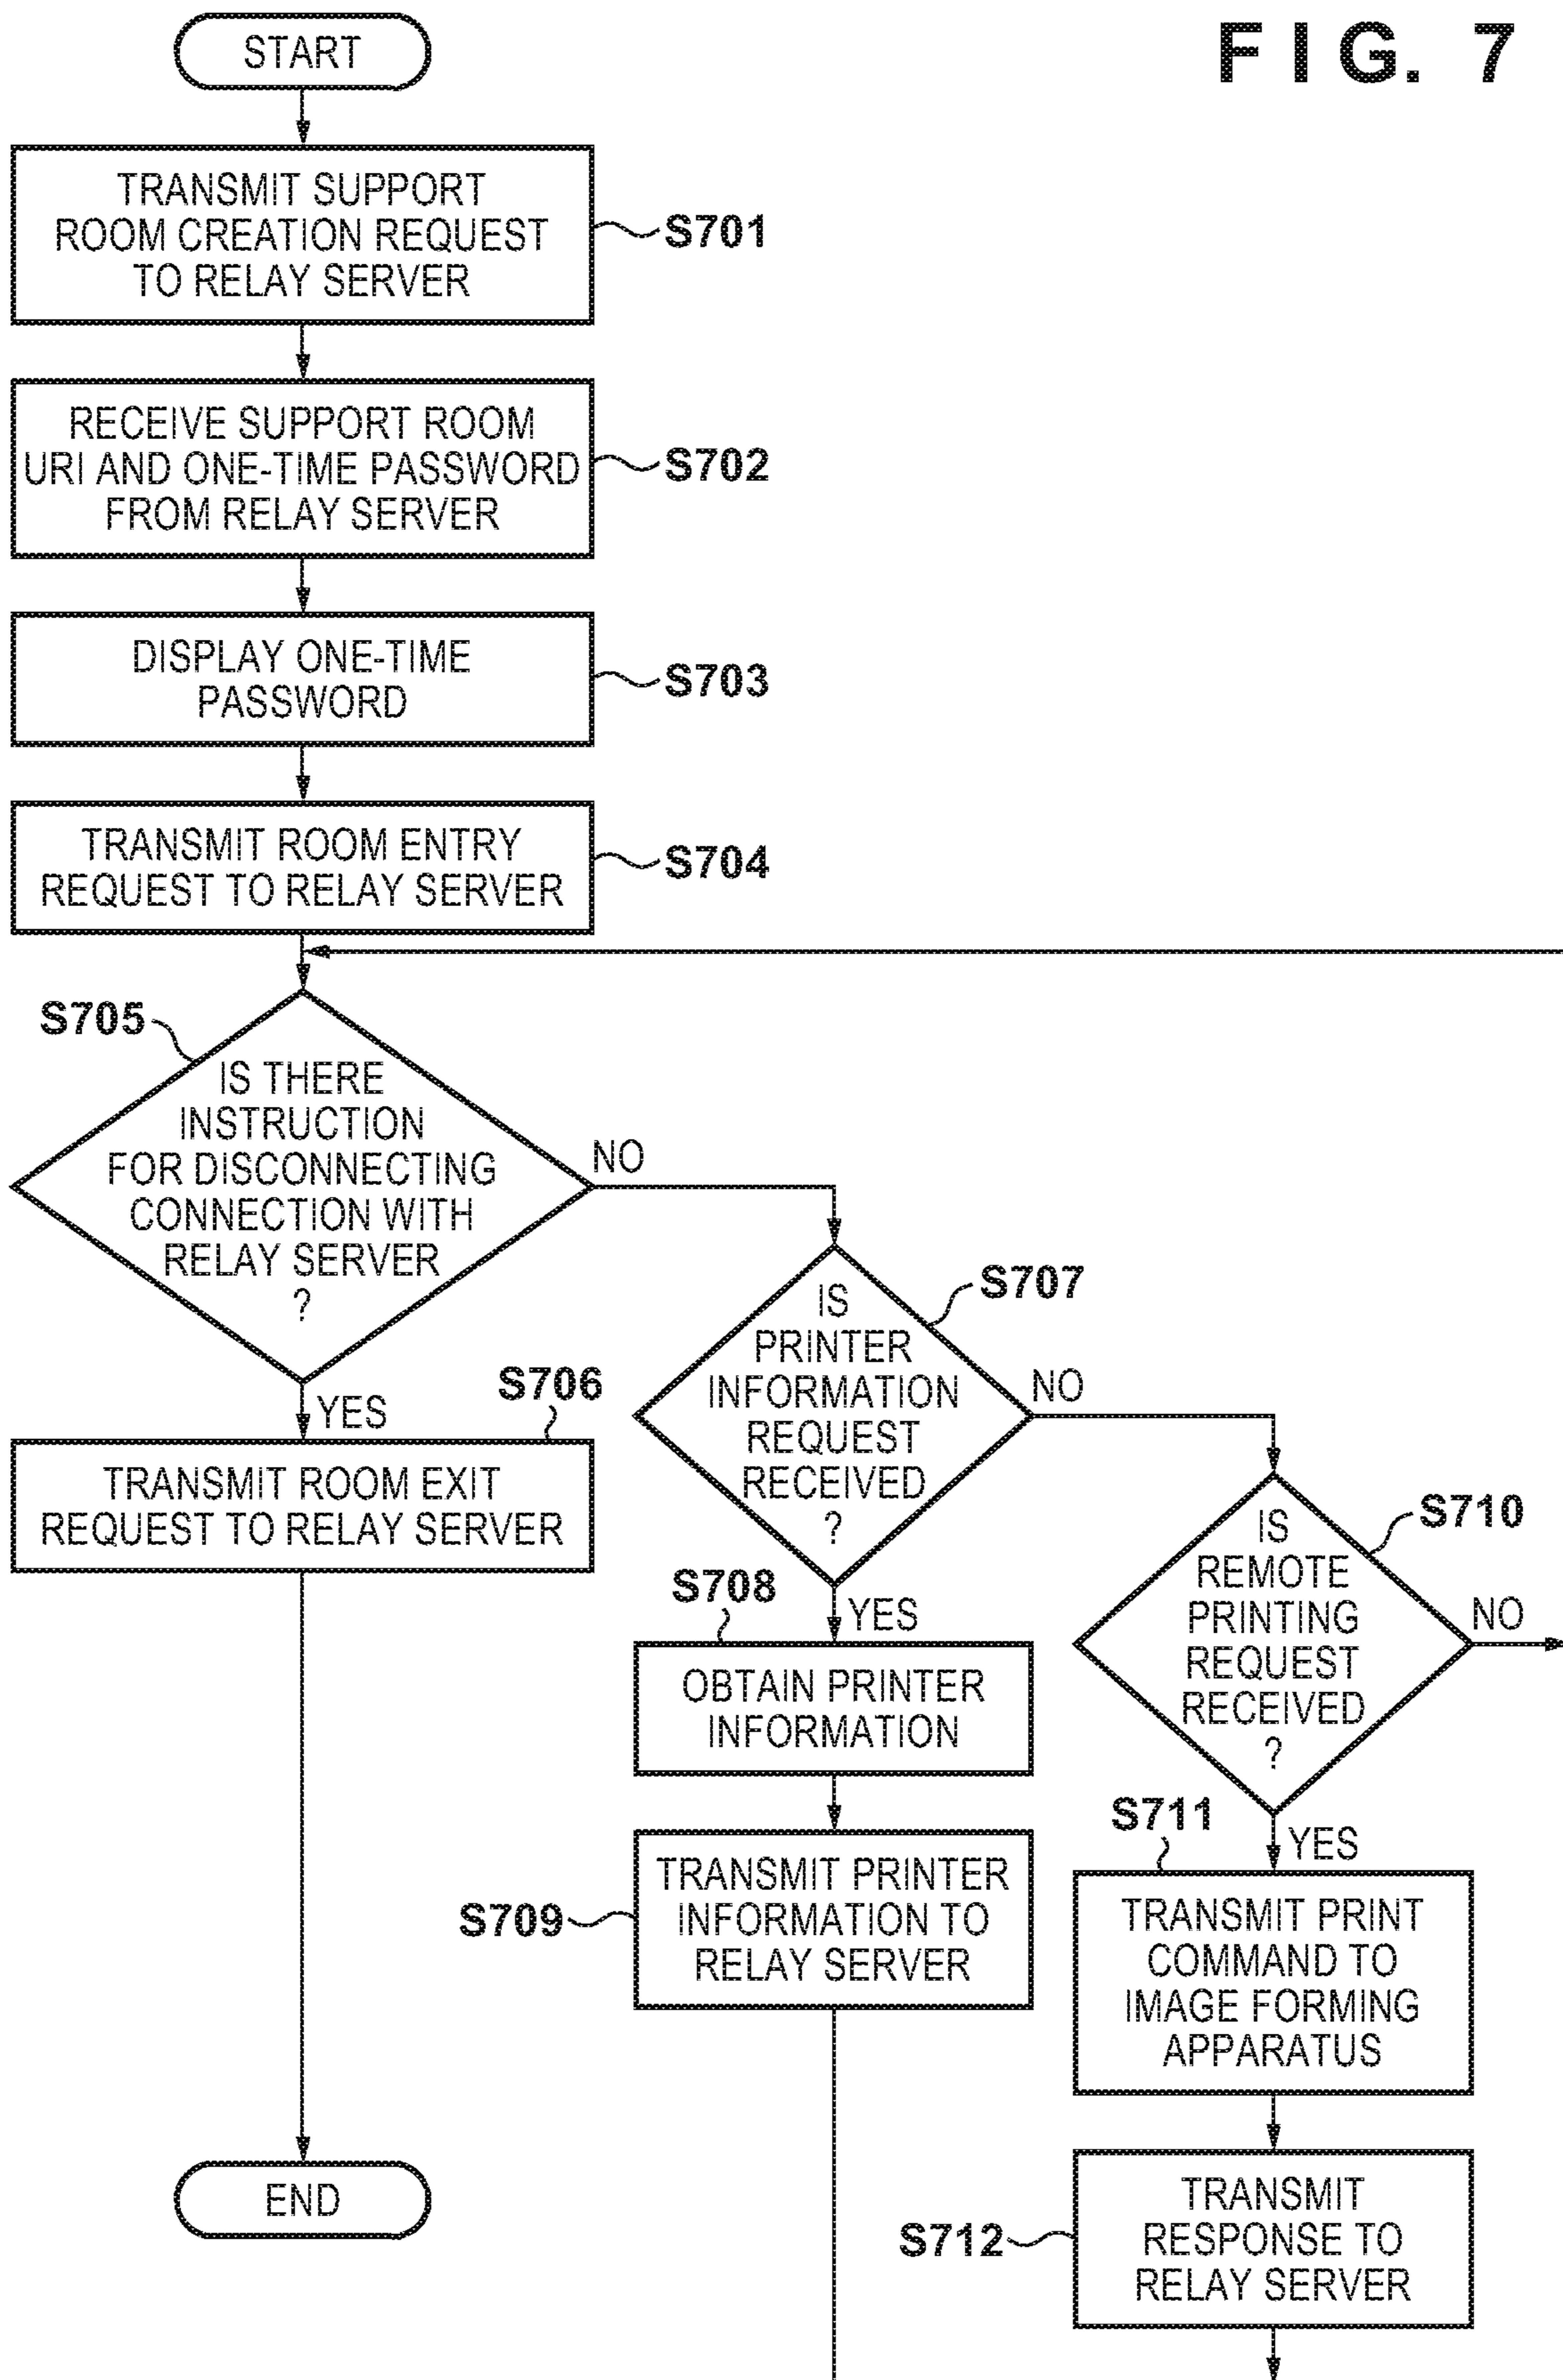 FIG. 7
START
TRANSMIT SUPPORT
ROOM CREATION REQUEST
TO RELAY SERVER
S701
RECEIVE SUPPORT ROOM
URI AND ONE-TIME PASSWORD
FROM RELAY SERVER
S702
DISPLAY ONE-TIME
PASSWORD
S703
TRANSMIT ROOM ENTRY
REQUEST TO RELAY SERVER
S704
S705
IS THERE
INSTRUCTION
FOR DISCONNECTING
CONNECTION WITH
RELAY SERVER
?
NO
YES
S706
TRANSMIT ROOM EXIT
REQUEST TO RELAY SERVER
END
S707
IS
PRINTER
INFORMATION
REQUEST
RECEIVED
?
NO
YES
S708
OBTAIN PRINTER
INFORMATION
S709
TRANSMIT PRINTER
INFORMATION TO
RELAY SERVER
S710
IS
REMOTE
PRINTING
REQUEST
RECEIVED
?
NO
YES
S711
TRANSMIT PRINT
COMMAND TO
IMAGE FORMING
APPARATUS
S712
TRANSMIT
RESPONSE TO
RELAY SERVER